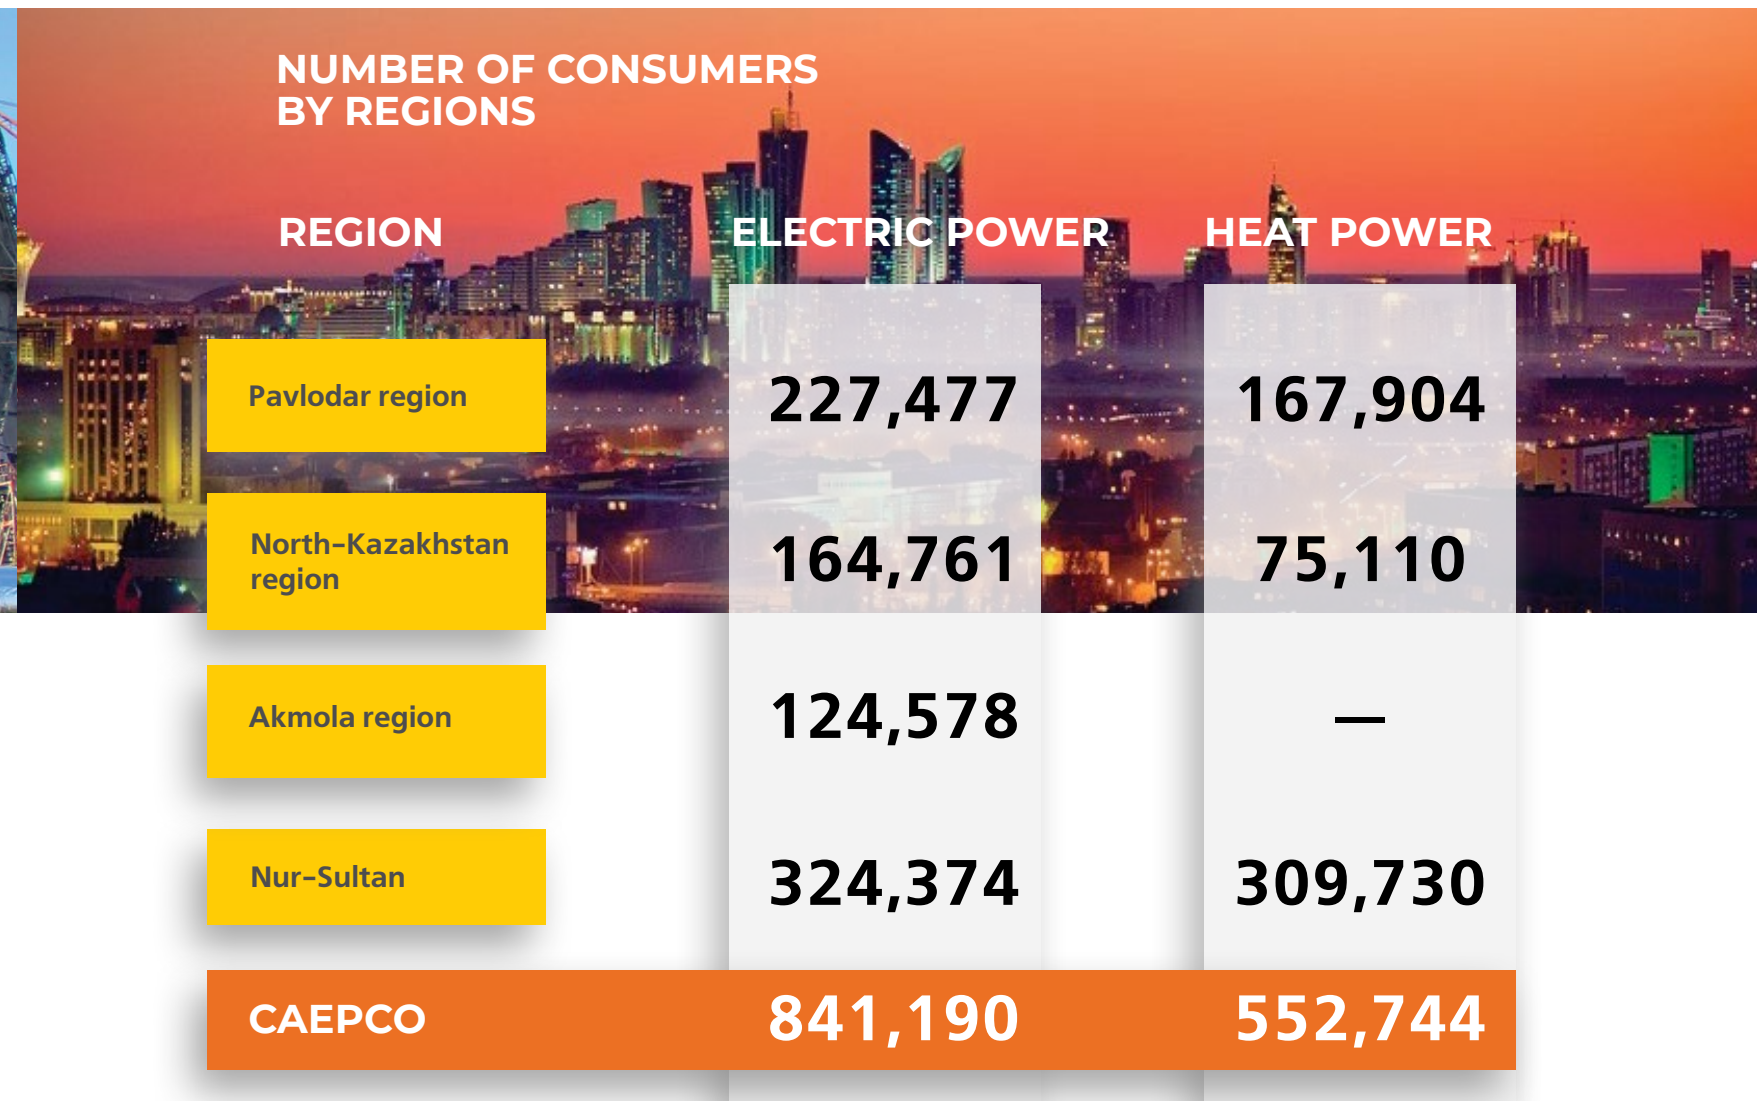 NUMBER OF CONSUMERS
BY REGIONS
REGION ELECTRIC POWER HEAT POWER
Pavlodar region 227,477 167,904
North-Kazakhstan
region 164,761 75,110
Akmola region 124,578 —
Nur-Sultan 324,374 309,730
CAEPCO 841,190 552,744